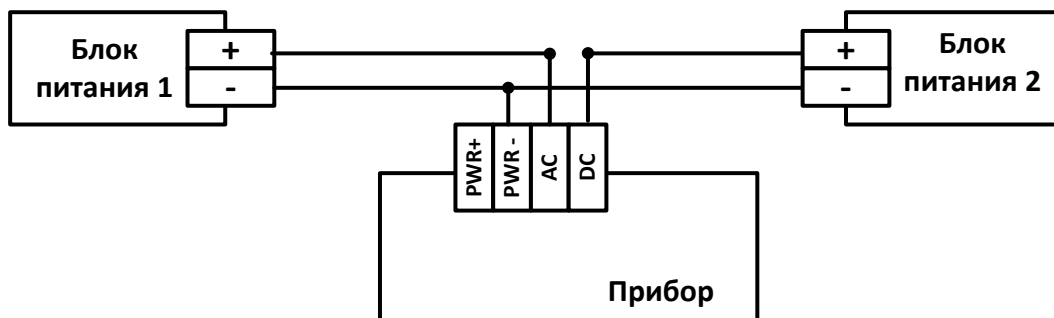 Блок
питания 1
+
-
+
-
Блок
питания 2
PWR+
PWR -
AC
DC
Прибор